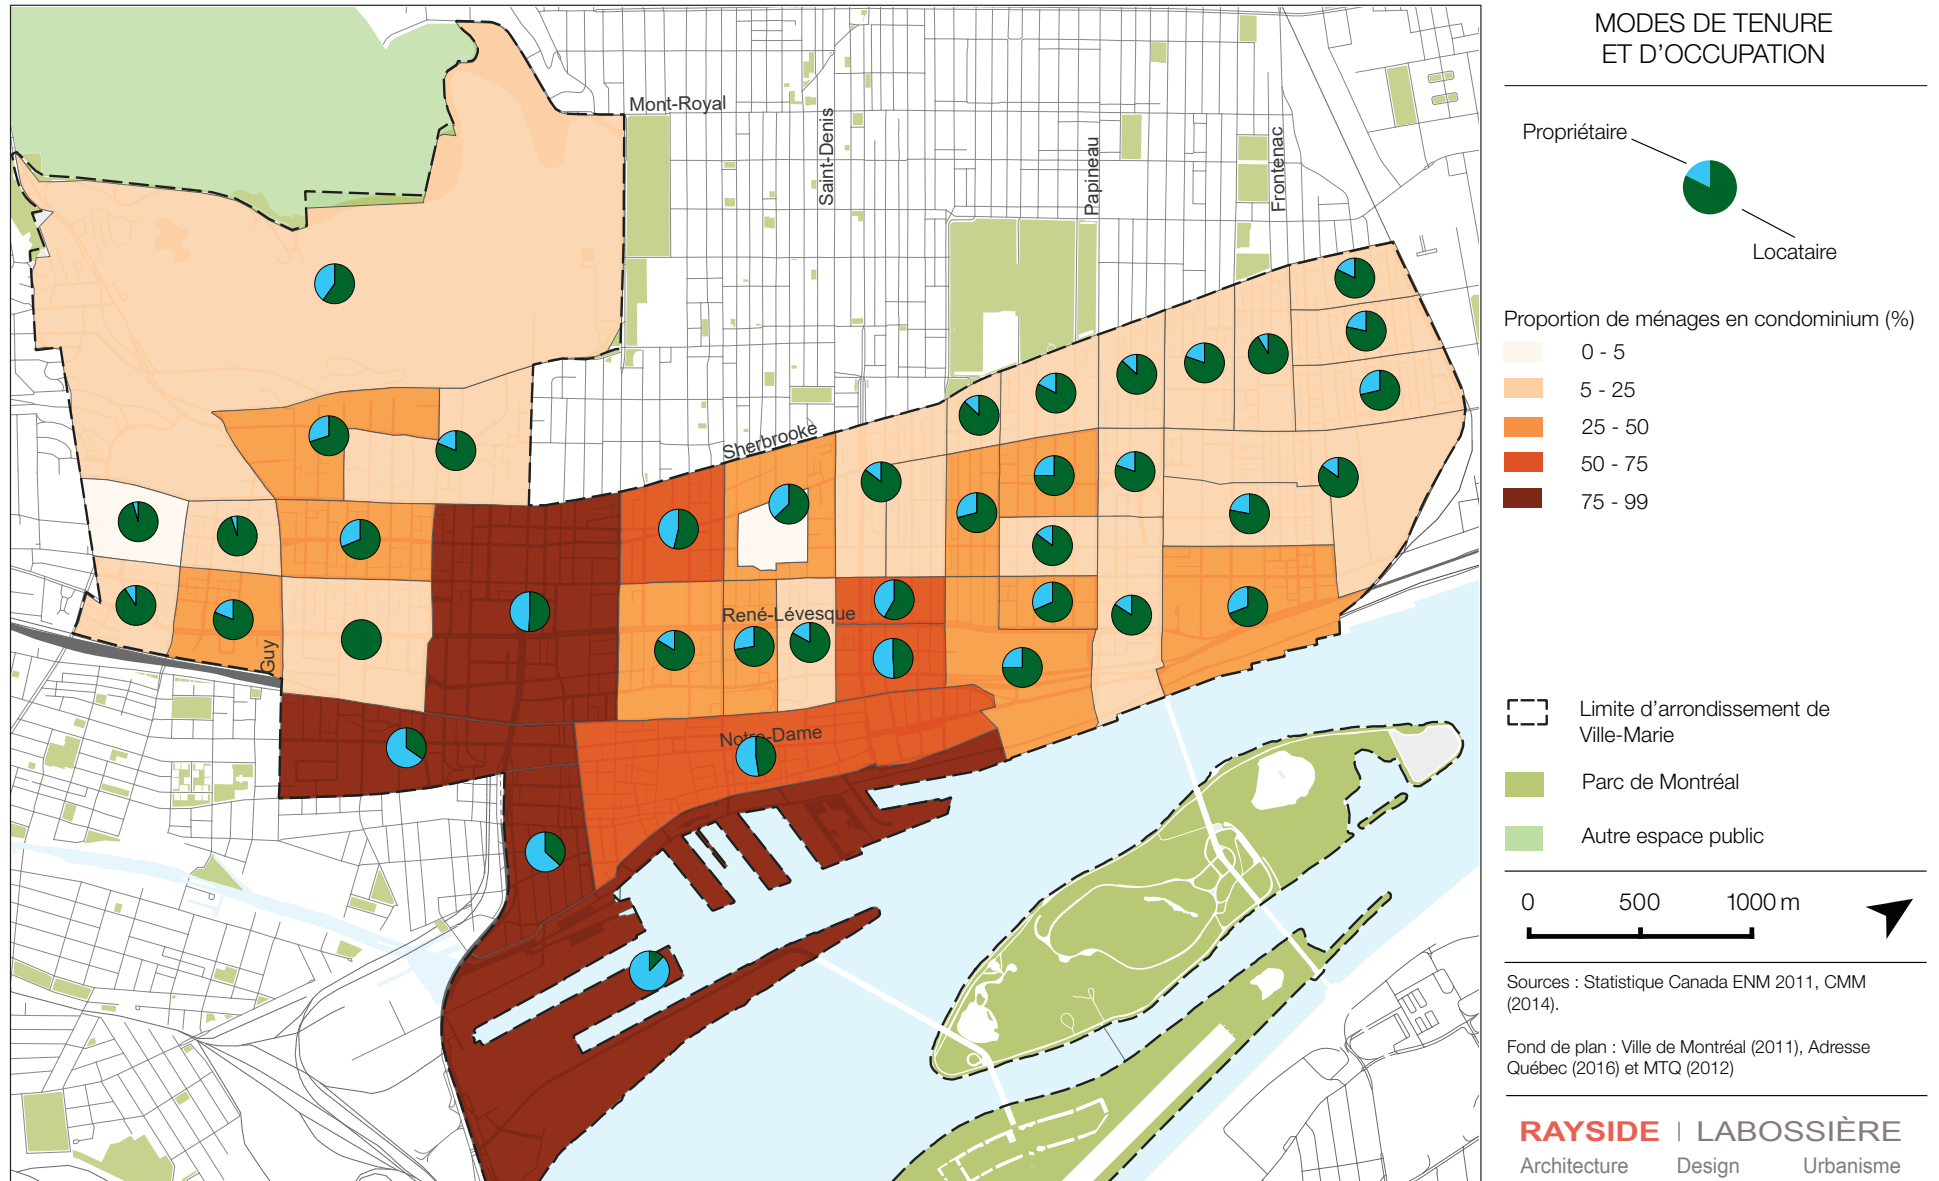 MODES DE TENURE
ET D'OCCUPATION
Propriétaire
Locataire
Proportion de ménages en condominium (%)
0 - 5
5 - 25
25 - 50
50 - 75
75 - 99
Limite d'arrondissement de
Ville-Marie
Parc de Montréal
Autre espace public
0 500 1000 m
Sources : Statistique Canada ENM 2011, CMM
(2014).
Fond de plan : Ville de Montréal (2011), Adresse
Québec (2016) et MTQ (2012)
RAYSIDE | LABOSSIÈRE
Architecture Design Urbanisme
Mont-Royal
Saint-Denis
Papineau
Frontenac
Sherbrooke
René-Lévesque
Guy
Notre-Dame